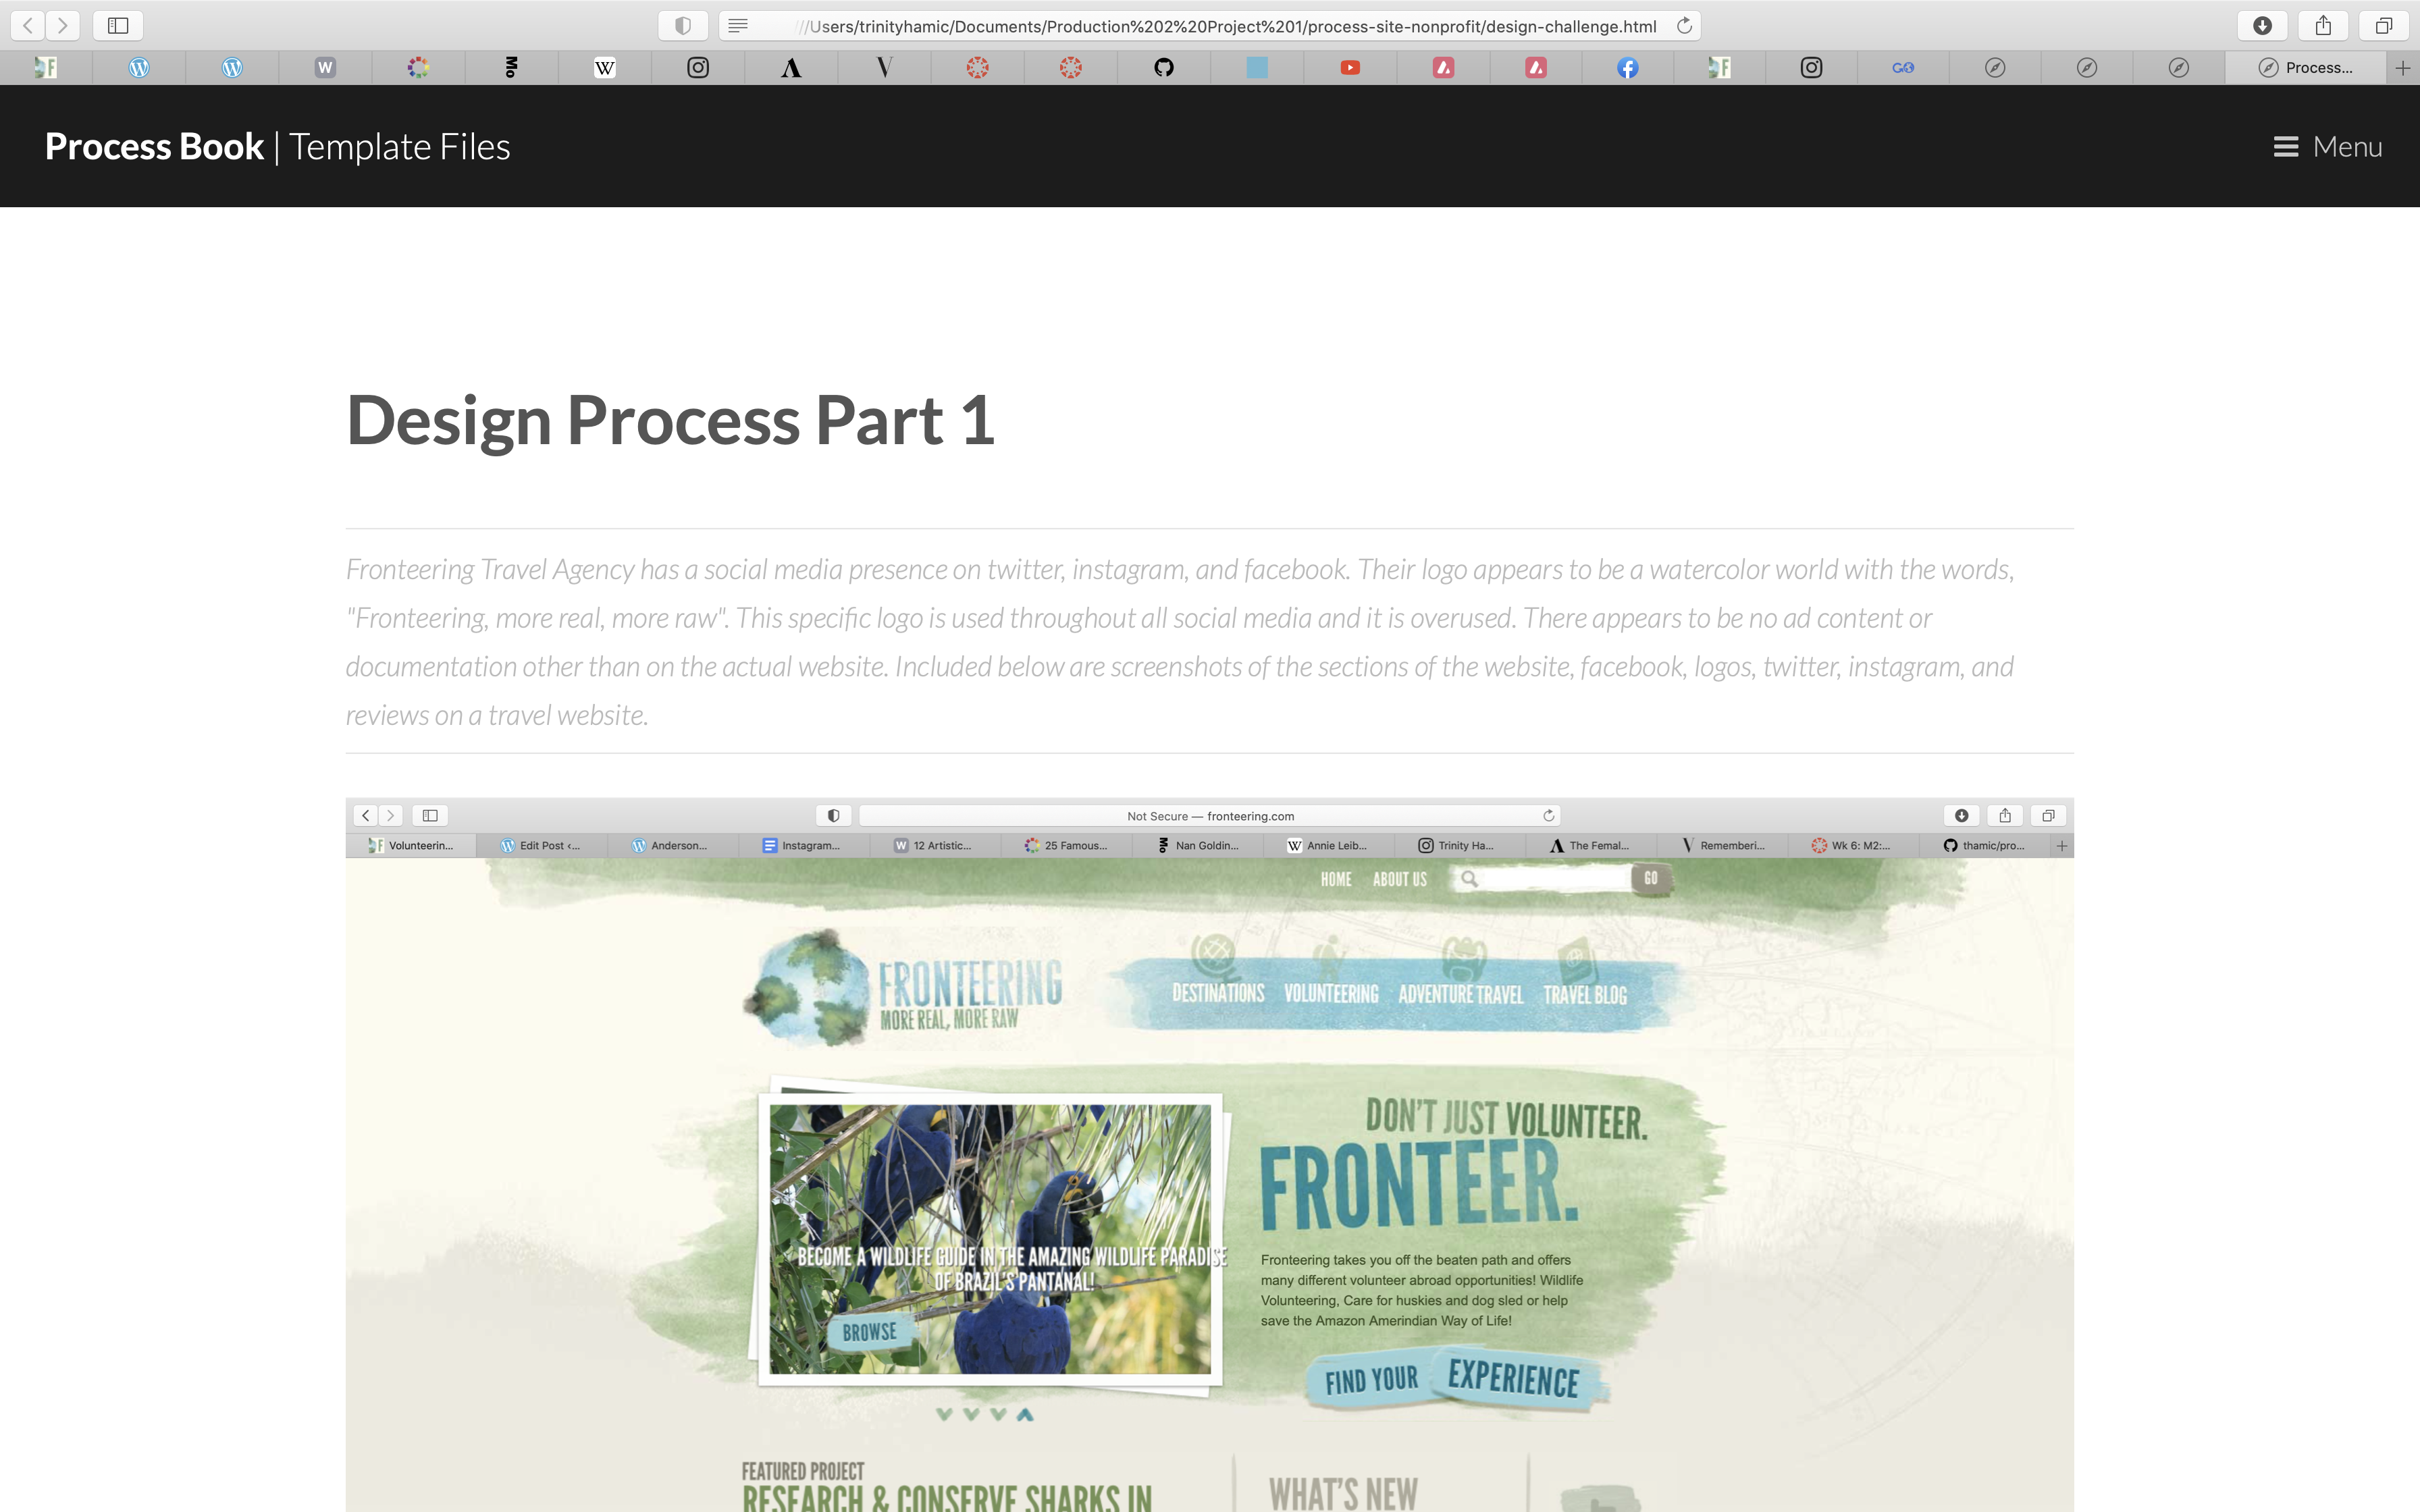 ///Users/trinityhamic/Documents/Production%202%20Project%201/process-site-nonprofit/design-challenge.html
Process...
Process Book | Template Files
Menu
Design Process Part 1
Fronteering Travel Agency has a social media presence on twitter, instagram, and facebook. Their logo appears to be a watercolor world with the words,
"Fronteering, more real, more raw". This specific logo is used throughout all social media and it is overused. There appears to be no ad content or
documentation other than on the actual website. Included below are screenshots of the sections of the website, facebook, logos, twitter, instagram, and
reviews on a travel website.
Not Secure — fronteering.com
Volunteerin... Edit Post ‹... Anderson... Instagram... 12 Artistic... 25 Famous... Nan Goldin... Annie Leib... Trinity Ha... The Femal... Rememberi... Wk 6: M2:... thamic/pro...
HOME ABOUT US GO
FRONTEERING
MORE REAL, MORE RAW
DESTINATIONS VOLUNTEERING ADVENTURE TRAVEL TRAVEL BLOG
DON'T JUST VOLUNTEER.
FRONTEER.
BECOME A WILDLIFE GUIDE IN THE AMAZING WILDLIFE PARADISE
OF BRAZIL'S PANTANAL!
BROWSE
Fronteering takes you off the beaten path and offers
many different volunteer abroad opportunities! Wildlife
Volunteering, Care for huskies and dog sled or help
save the Amazon Amerindian Way of Life!
FIND YOUR EXPERIENCE
FEATURED PROJECT
RESEARCH & CONSERVE SHARKS IN
WHAT'S NEW